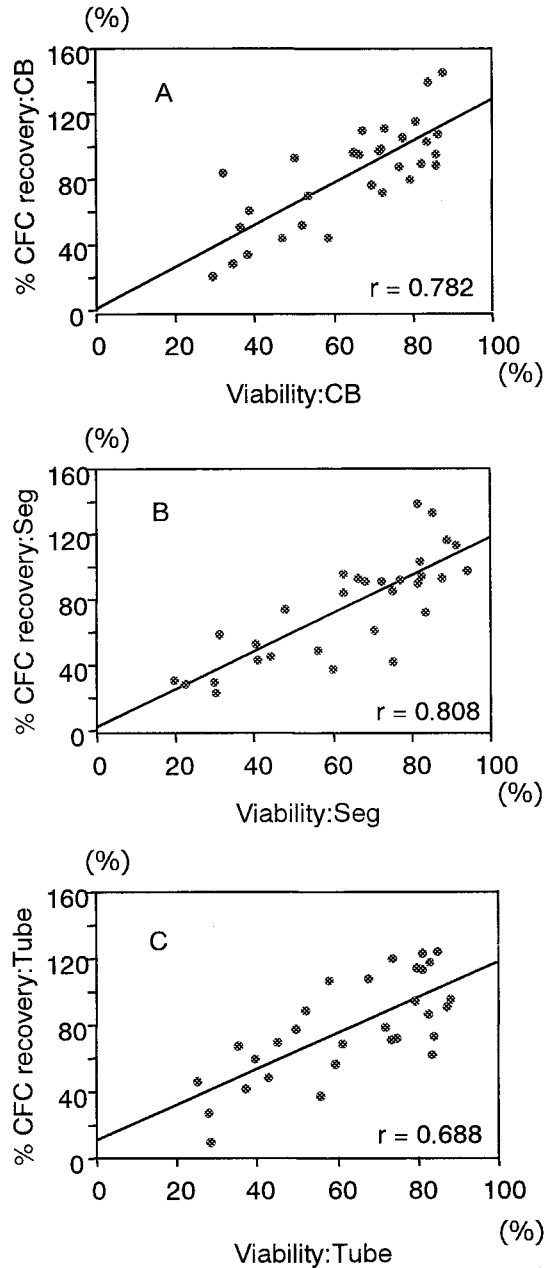 (%)
160
120
80
40
0
% CFC recovery:CB
A
r = 0.782
0 20 40 60 80 100
(%)
Viability:CB
(%)
160
120
80
40
0
% CFC recovery:Seg
B
r = 0.808
0 20 40 60 80 100
(%)
Viability:Seg
(%)
160
120
80
40
0
% CFC recovery:Tube
C
r = 0.688
0 20 40 60 80 100
(%)
Viability:Tube